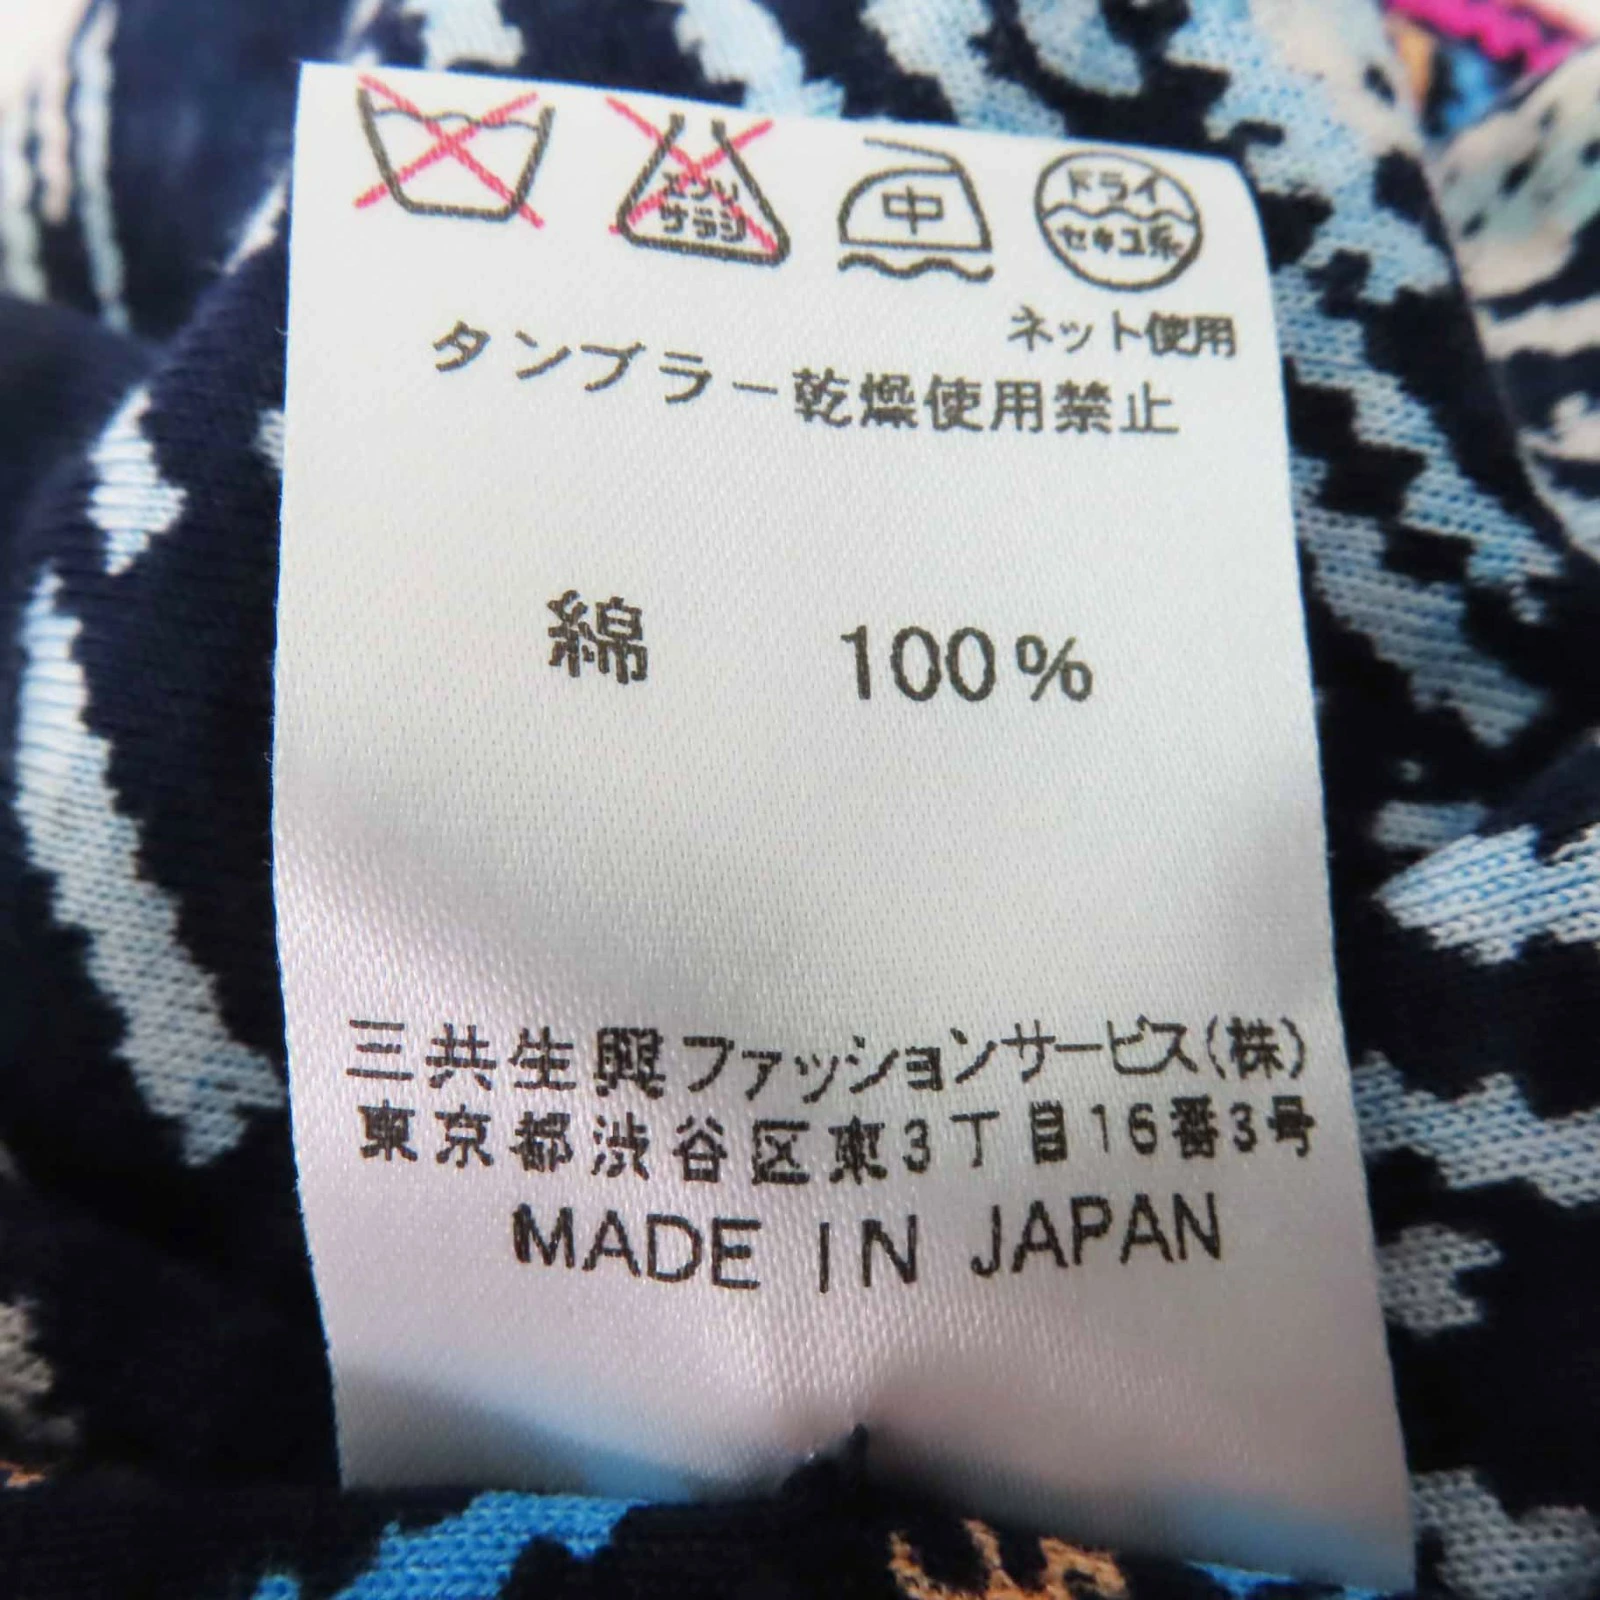 エンソ
サラシ
中
ドライ
セキユ系
ネット使用
タンブラー乾燥使用禁止
綿 100%
三共生興ファッションサービス(株)
東京都渋谷区東3丁目16番3号
MADE IN JAPAN